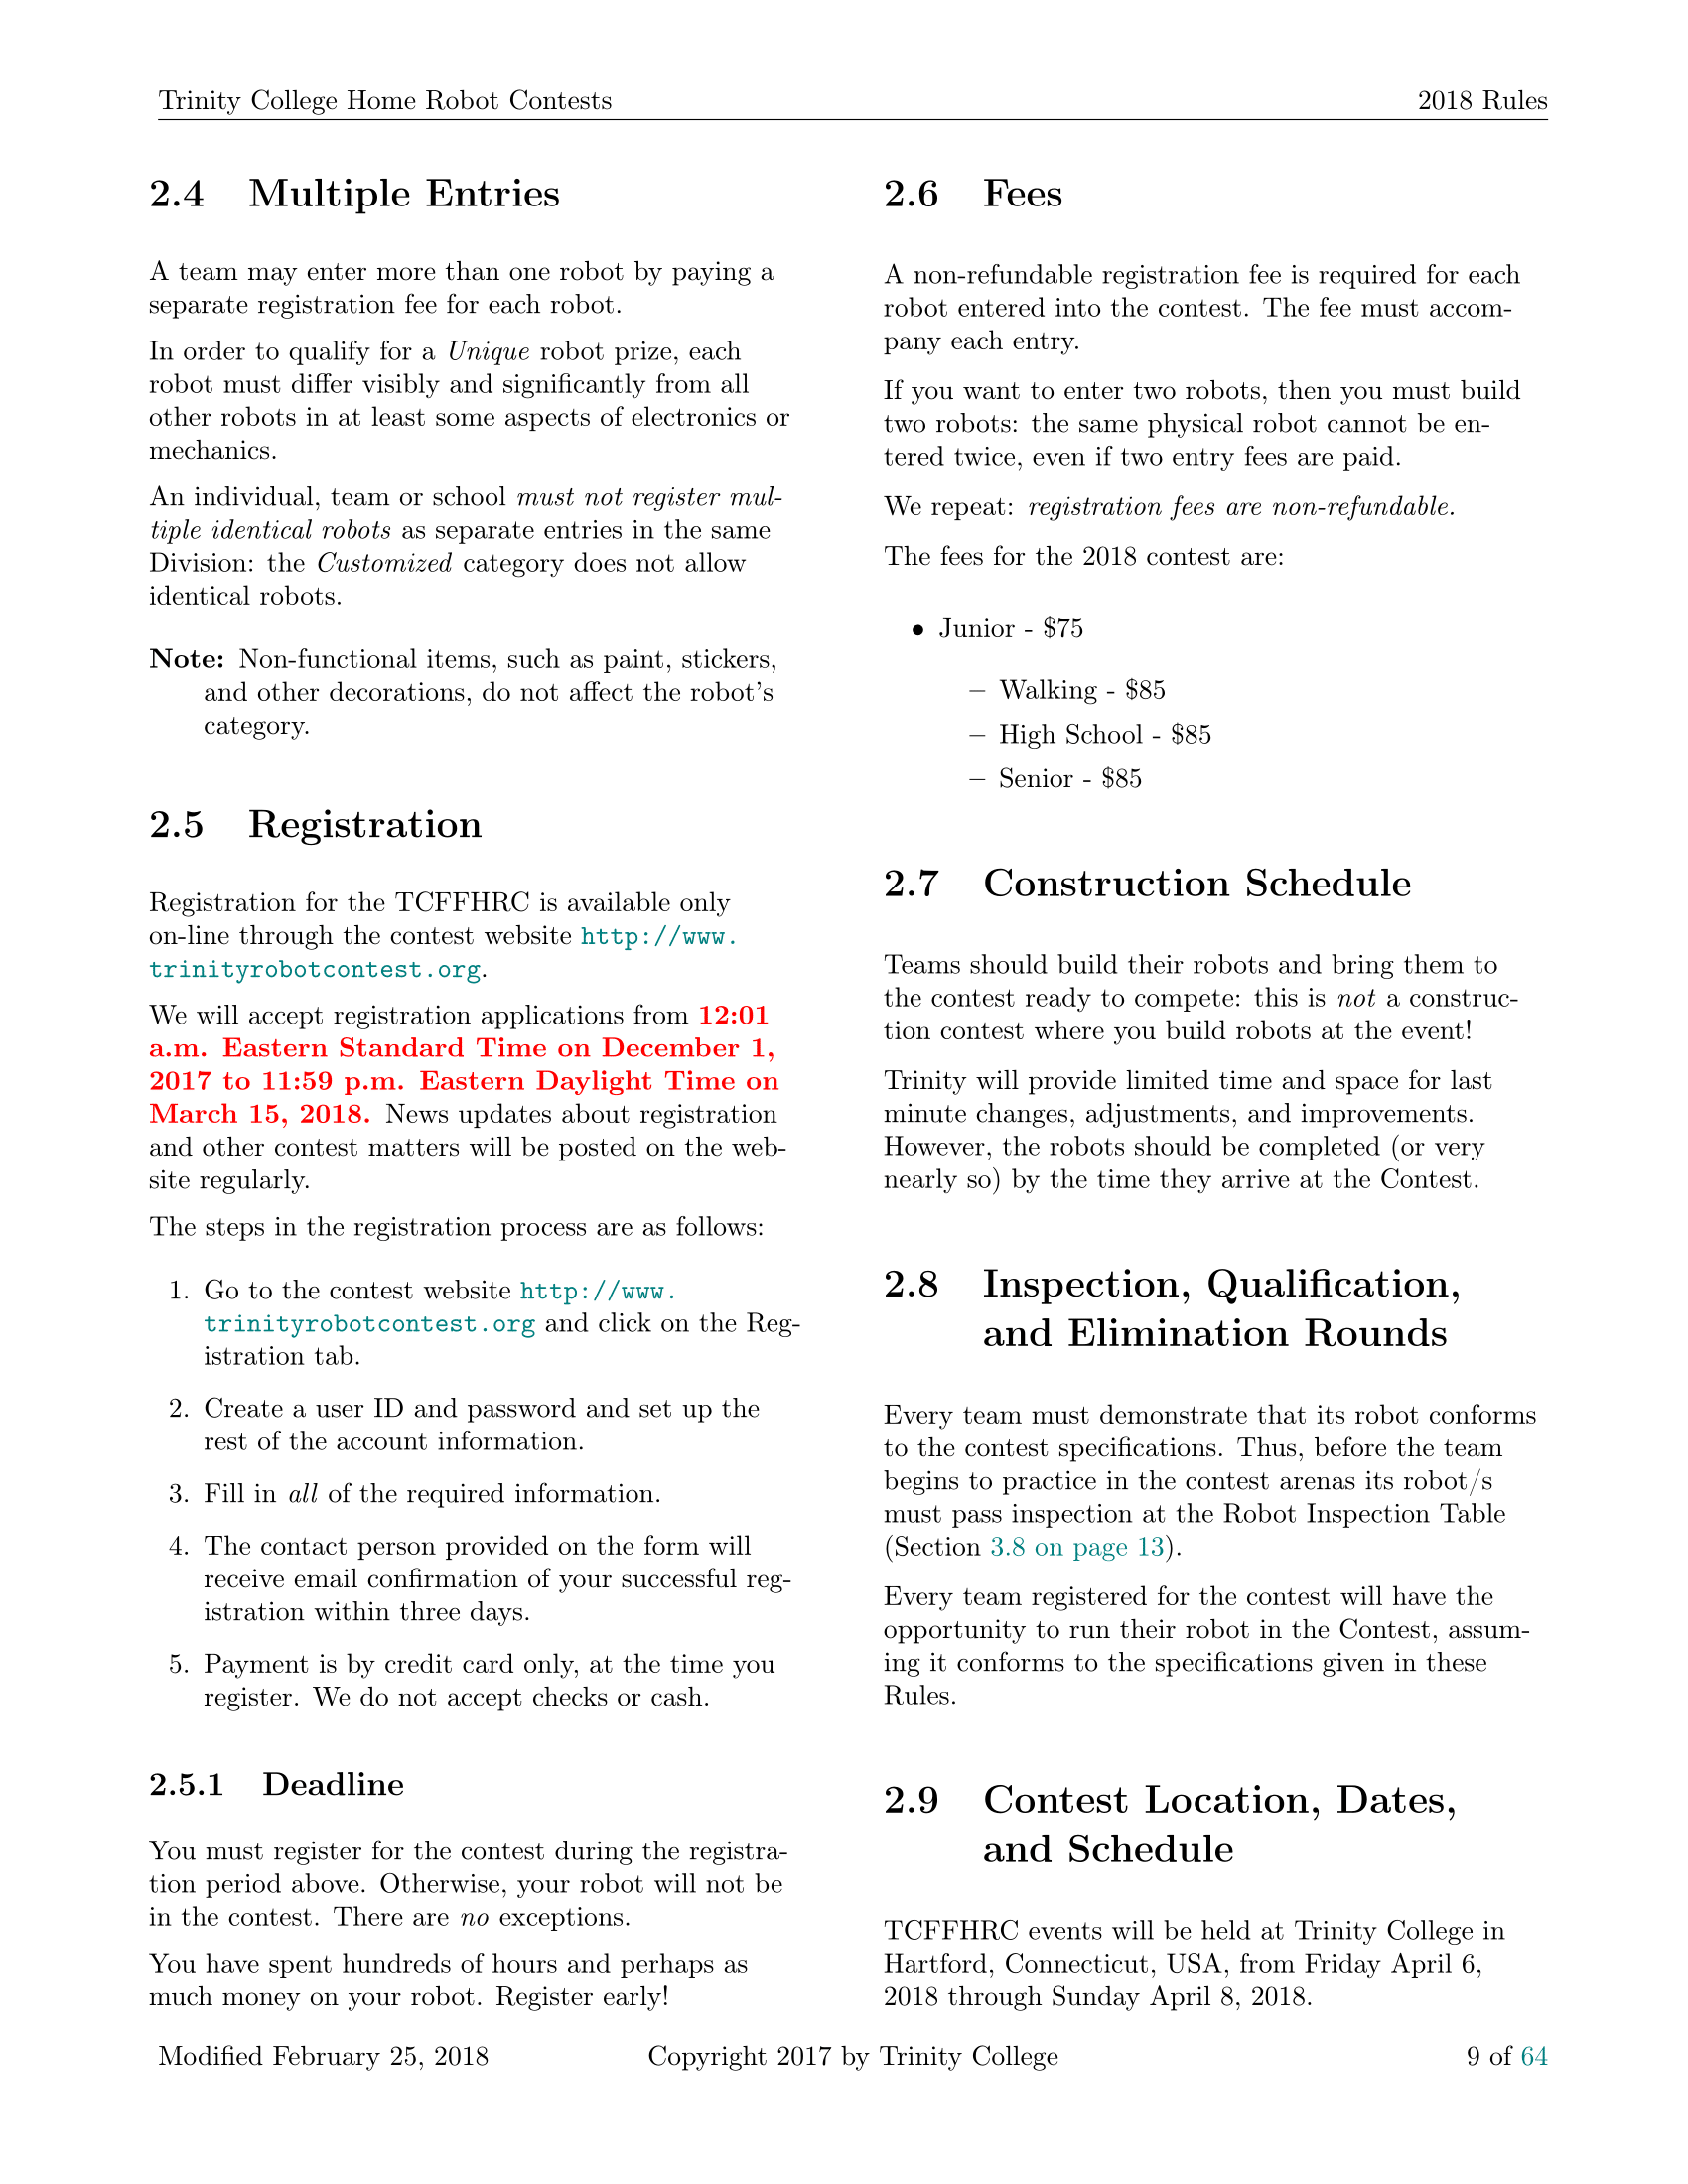 Trinity College Home Robot Contests 2018 Rules
2.4 Multiple Entries
A team may enter more than one robot by paying a
separate registration fee for each robot.
In order to qualify for a Unique robot prize, each
robot must differ visibly and significantly from all
other robots in at least some aspects of electronics or
mechanics.
An individual, team or school must not register mul-
tiple identical robots as separate entries in the same
Division: the Customized category does not allow
identical robots.
Note: Non-functional items, such as paint, stickers,
and other decorations, do not affect the robot's
category.
2.5 Registration
Registration for the TCFFHRC is available only
on-line through the contest website http://www.
trinityrobotcontest.org.
We will accept registration applications from 12:01
a.m. Eastern Standard Time on December 1,
2017 to 11:59 p.m. Eastern Daylight Time on
March 15, 2018. News updates about registration
and other contest matters will be posted on the web-
site regularly.
The steps in the registration process are as follows:
1. Go to the contest website http://www.
trinityrobotcontest.org and click on the Reg-
istration tab.
2. Create a user ID and password and set up the
rest of the account information.
3. Fill in all of the required information.
4. The contact person provided on the form will
receive email confirmation of your successful reg-
istration within three days.
5. Payment is by credit card only, at the time you
register. We do not accept checks or cash.
2.5.1 Deadline
You must register for the contest during the registra-
tion period above. Otherwise, your robot will not be
in the contest. There are no exceptions.
You have spent hundreds of hours and perhaps as
much money on your robot. Register early!
2.6 Fees
A non-refundable registration fee is required for each
robot entered into the contest. The fee must accom-
pany each entry.
If you want to enter two robots, then you must build
two robots: the same physical robot cannot be en-
tered twice, even if two entry fees are paid.
We repeat: registration fees are non-refundable.
The fees for the 2018 contest are:
• Junior - $75
– Walking - $85
– High School - $85
– Senior - $85
2.7 Construction Schedule
Teams should build their robots and bring them to
the contest ready to compete: this is not a construc-
tion contest where you build robots at the event!
Trinity will provide limited time and space for last
minute changes, adjustments, and improvements.
However, the robots should be completed (or very
nearly so) by the time they arrive at the Contest.
2.8 Inspection, Qualification,
and Elimination Rounds
Every team must demonstrate that its robot conforms
to the contest specifications. Thus, before the team
begins to practice in the contest arenas its robot/s
must pass inspection at the Robot Inspection Table
(Section 3.8 on page 13).
Every team registered for the contest will have the
opportunity to run their robot in the Contest, assum-
ing it conforms to the specifications given in these
Rules.
2.9 Contest Location, Dates,
and Schedule
TCFFHRC events will be held at Trinity College in
Hartford, Connecticut, USA, from Friday April 6,
2018 through Sunday April 8, 2018.
Modified February 25, 2018 Copyright 2017 by Trinity College 9 of 64